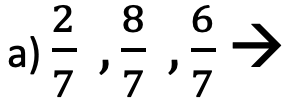 a) 2/7 , 8/7 , 6/7 →